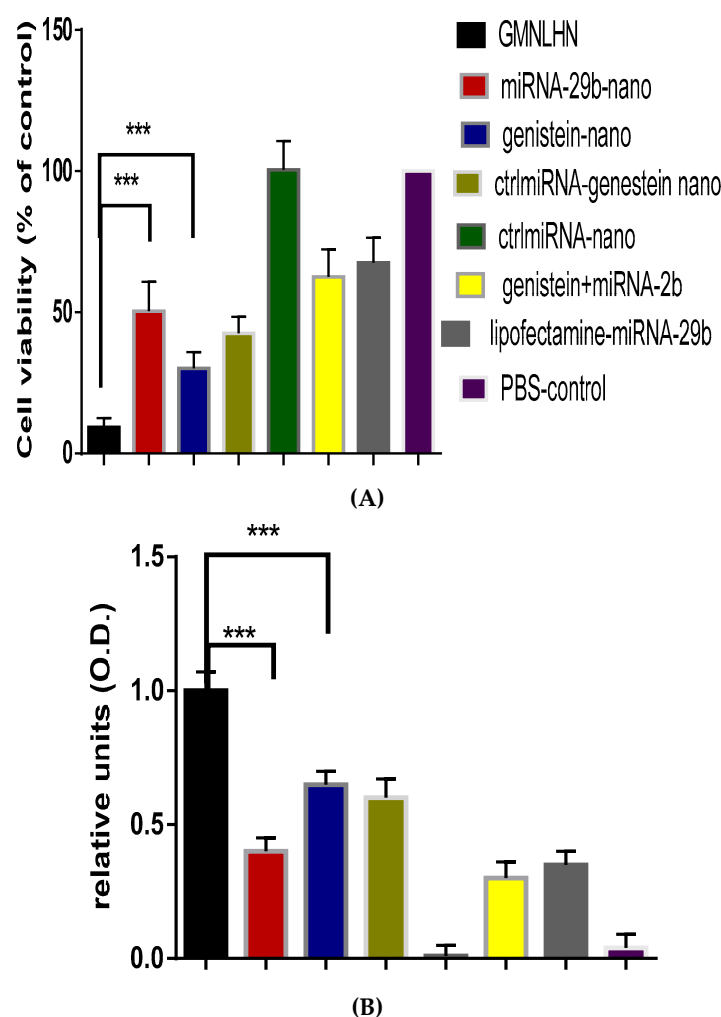 150
100
50
0
Cell viability (% of control)
***
***
GMNLHN
miRNA-29b-nano
genistein-nano
ctrlmiRNA-genestein nano
ctrlmiRNA-nano
genistein+miRNA-2b
lipofectamine-miRNA-29b
PBS-control
(A)
1.5
1.0
0.5
0.0
relative units (O.D.)
***
***
(B)